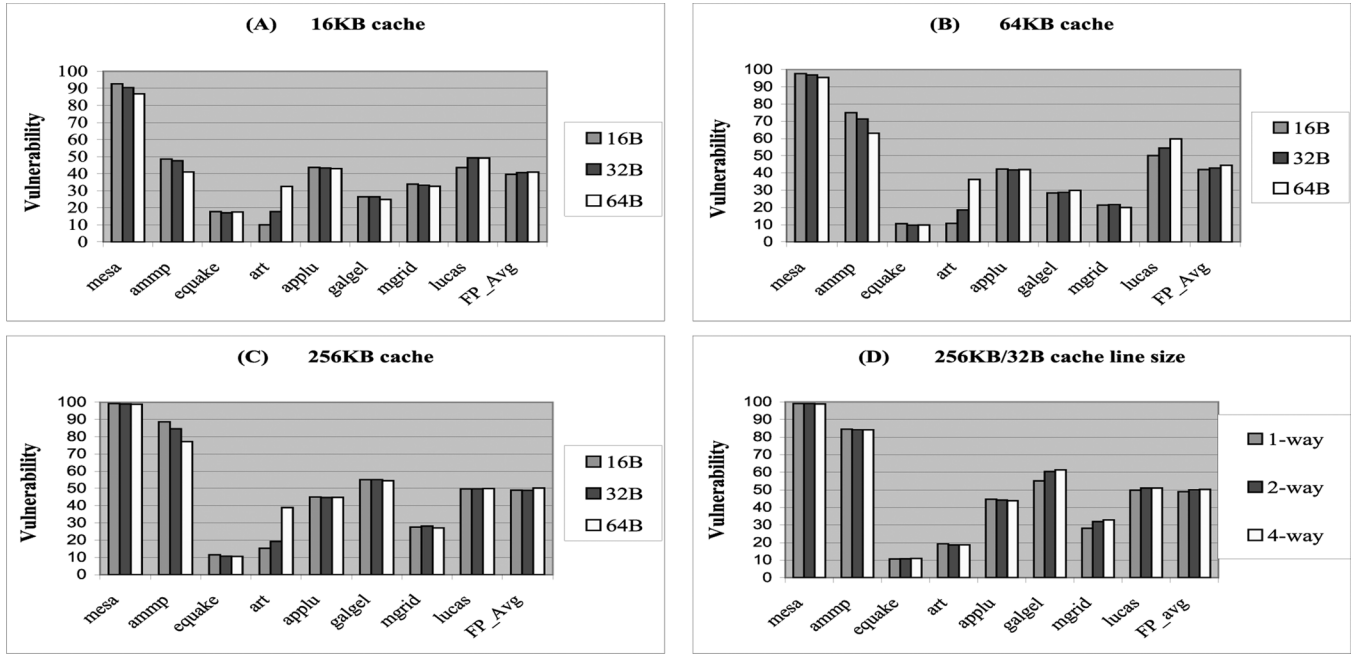 (A) 16KB cache
Vulnerability
100
90
80
70
60
50
40
30
20
10
0
mesa
ammp
equake
art
applu
galgel
mgrid
lucas
FP_Avg
16B
32B
64B
(B) 64KB cache
Vulnerability
100
90
80
70
60
50
40
30
20
10
0
mesa
ammp
equake
art
applu
galgel
mgrid
lucas
FP_Avg
16B
32B
64B
(C) 256KB cache
Vulnerability
100
90
80
70
60
50
40
30
20
10
0
mesa
ammp
equake
art
applu
galgel
mgrid
lucas
FP_Avg
16B
32B
64B
(D) 256KB/32B cache line size
Vulnerability
100
90
80
70
60
50
40
30
20
10
0
mesa
ammp
equake
art
applu
galgel
mgrid
lucas
FP_avg
1-way
2-way
4-way